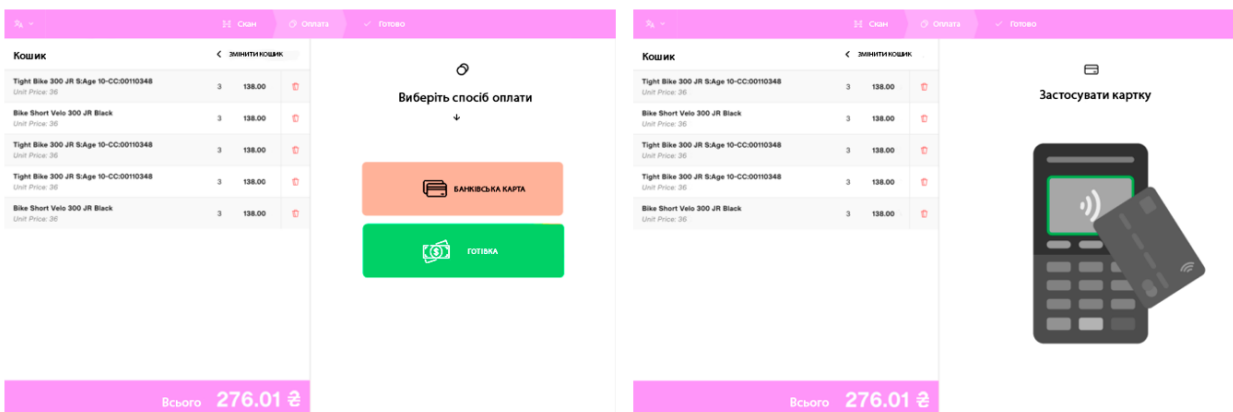 Скан Оплата Готово
Кошик ЗМІНИТИ КОШИК
Tight Bike 300 JR S:Age 10-CC:00110348
Unit Price: 36
3 138.00
Bike Short Velo 300 JR Black
Unit Price: 36
3 138.00
Tight Bike 300 JR S:Age 10-CC:00110348
Unit Price: 36
3 138.00
Tight Bike 300 JR S:Age 10-CC:00110348
Unit Price: 36
3 138.00
Bike Short Velo 300 JR Black
Unit Price: 36
3 138.00
Всього 276.01 ₴
Виберіть спосіб оплати
БАНКІВСЬКА КАРТА
ГОТІВКА
Скан Оплата Готово
Кошик ЗМІНИТИ КОШИК
Tight Bike 300 JR S:Age 10-CC:00110348
Unit Price: 36
3 138.00
Bike Short Velo 300 JR Black
Unit Price: 36
3 138.00
Tight Bike 300 JR S:Age 10-CC:00110348
Unit Price: 36
3 138.00
Tight Bike 300 JR S:Age 10-CC:00110348
Unit Price: 36
3 138.00
Bike Short Velo 300 JR Black
Unit Price: 36
3 138.00
Всього 276.01 ₴
Застосувати картку